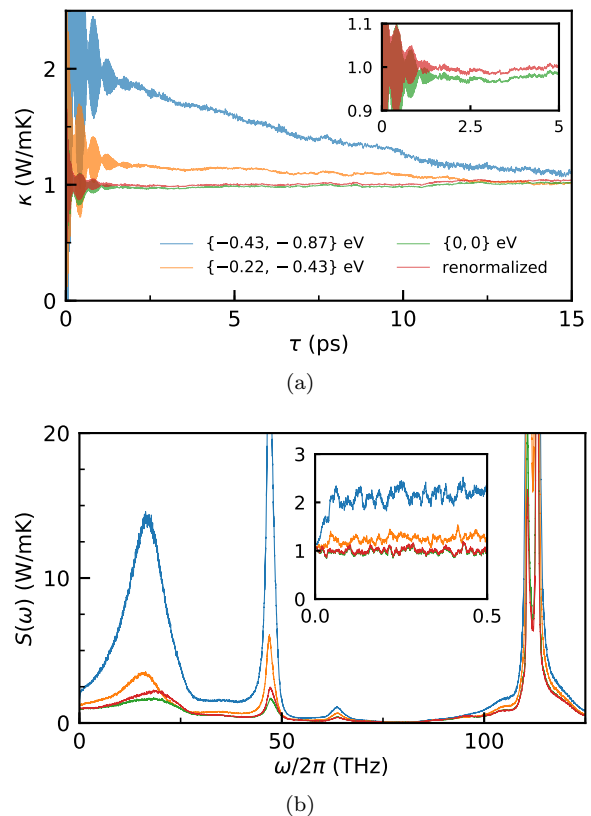 2
1
0
κ (W/mK)
0
5
10
15
τ (ps)
1.1
1.0
0.9
0
2.5
5
{−0.43, −0.87} eV
{−0.22, −0.43} eV
{0, 0} eV
renormalized
(a)
20
10
0
S(ω) (W/mK)
0
50
100
ω/2π (THz)
3
2
1
0
0.0
0.5
(b)